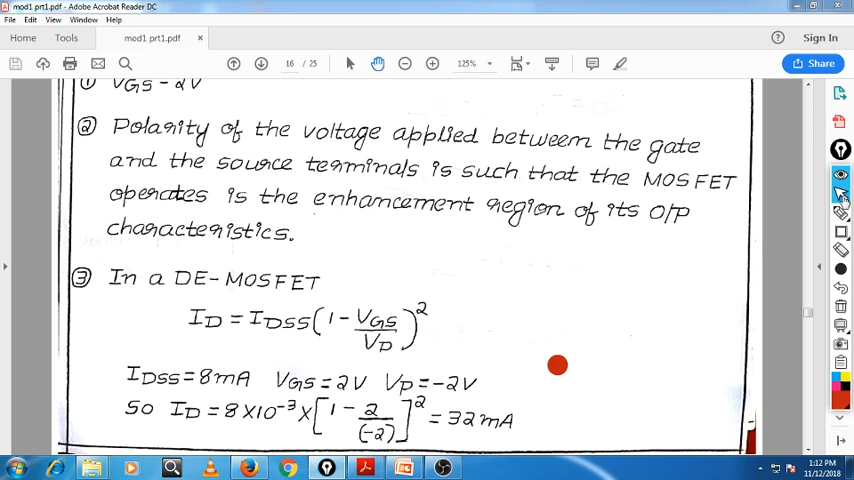 mod1 prt1.pdf - Adobe Acrobat Reader DC
File Edit View Window Help
Home Tools mod1 prt1.pdf × Sign In
16 / 25 125% Share
① VGS = 2V
② Polarity of the voltage applied between the gate
and the source terminals is such that the MOSFET
operates is the enhancement region of its O/P
characteristics.
③ In a DE-MOSFET
ID = IDSS(1 - VGS/VP)²
IDSS = 8mA VGS = 2V VP = -2V
SO ID = 8×10⁻³×[1 - 2/(-2)]² = 32mA
1:12 PM
11/12/2018